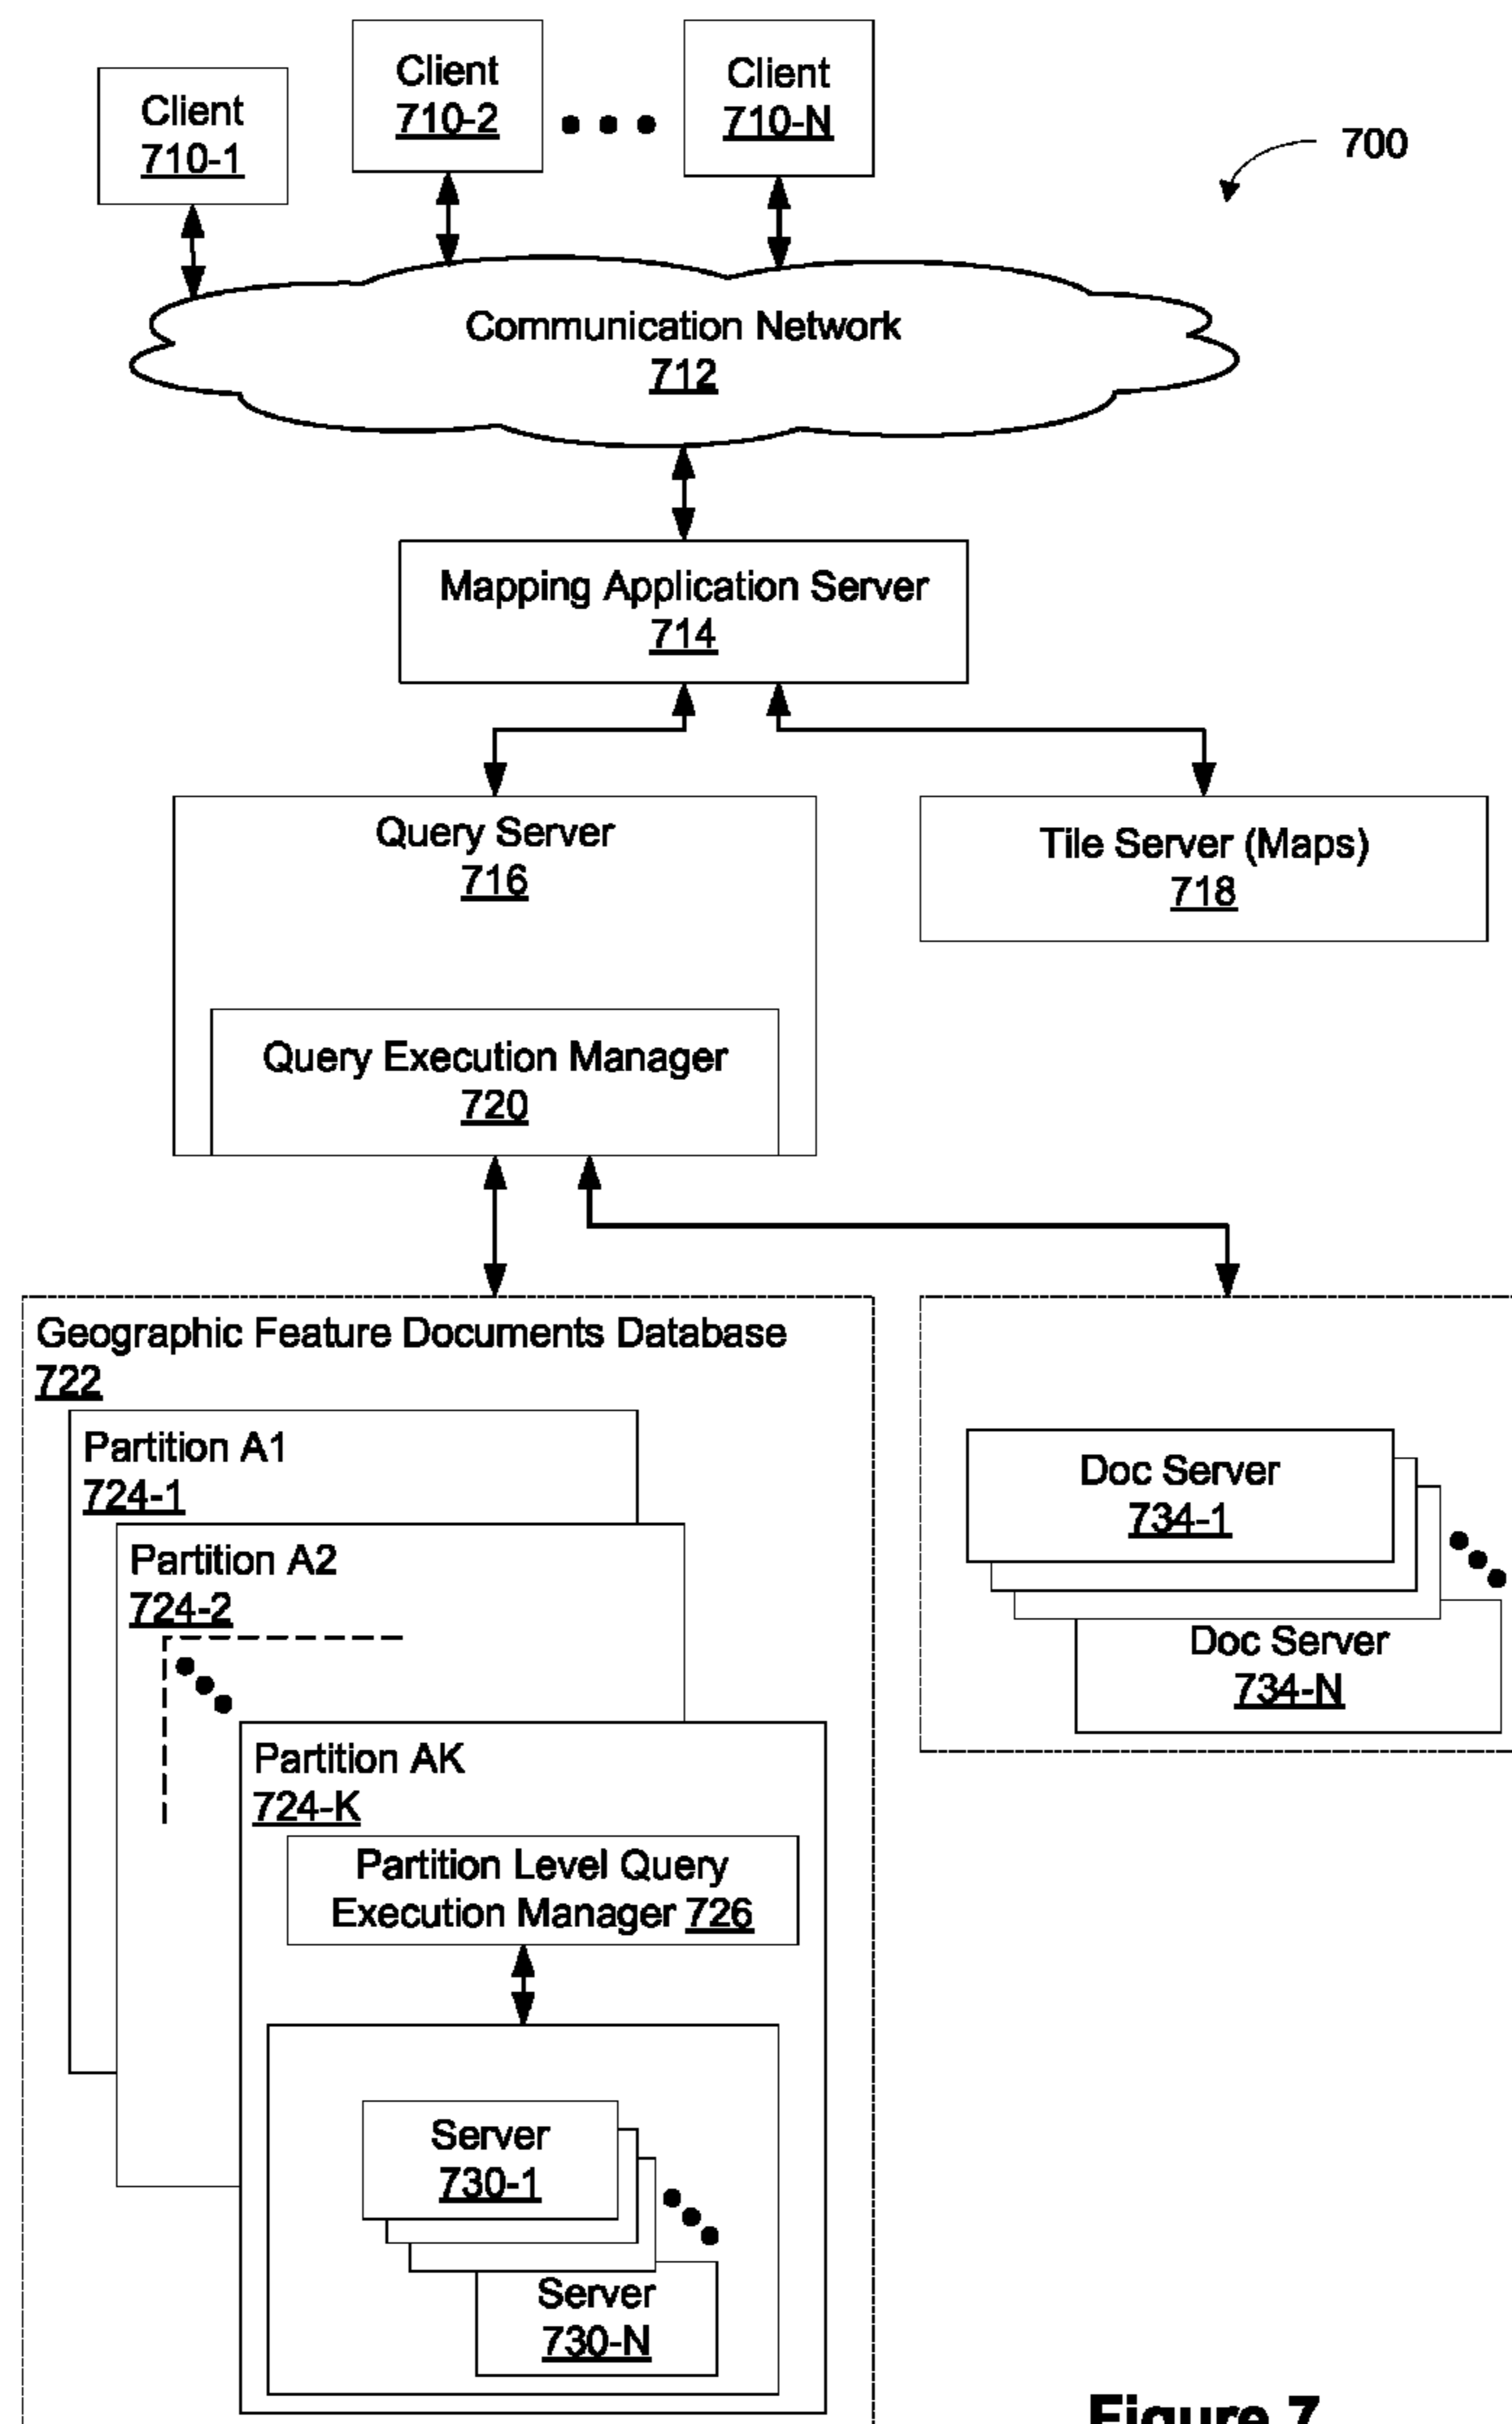 Client
710-1
Client
710-2
Client
710-N
700
Communication Network
712
Mapping Application Server
714
Query Server
716
Tile Server (Maps)
718
Query Execution Manager
720
Geographic Feature Documents Database
722
Partition A1
724-1
Partition A2
724-2
Partition AK
724-K
Partition Level Query
Execution Manager 726
Server
730-1
Server
730-N
Doc Server
734-1
Doc Server
734-N
Figure 7